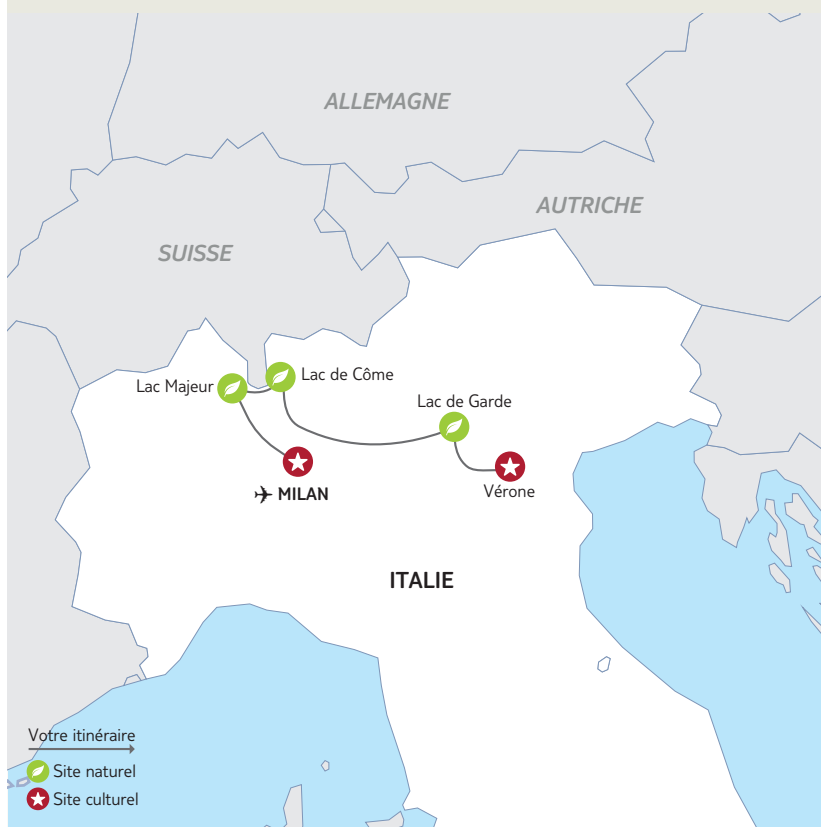 ALLEMAGNE
AUTRICHE
SUISSE
Lac de Côme
Lac Majeur
Lac de Garde
MILAN
Vérone
ITALIE
Votre itinéraire
Site naturel
Site culturel